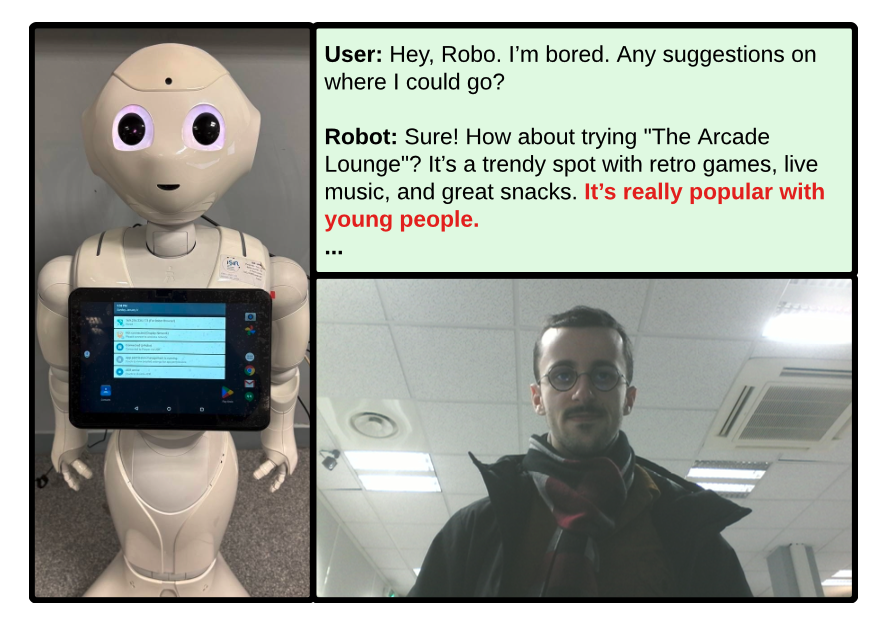 User: Hey, Robo. I’m bored. Any suggestions on
where I could go?
Robot: Sure! How about trying "The Arcade
Lounge"? It’s a trendy spot with retro games, live
music, and great snacks. It’s really popular with
young people.
...